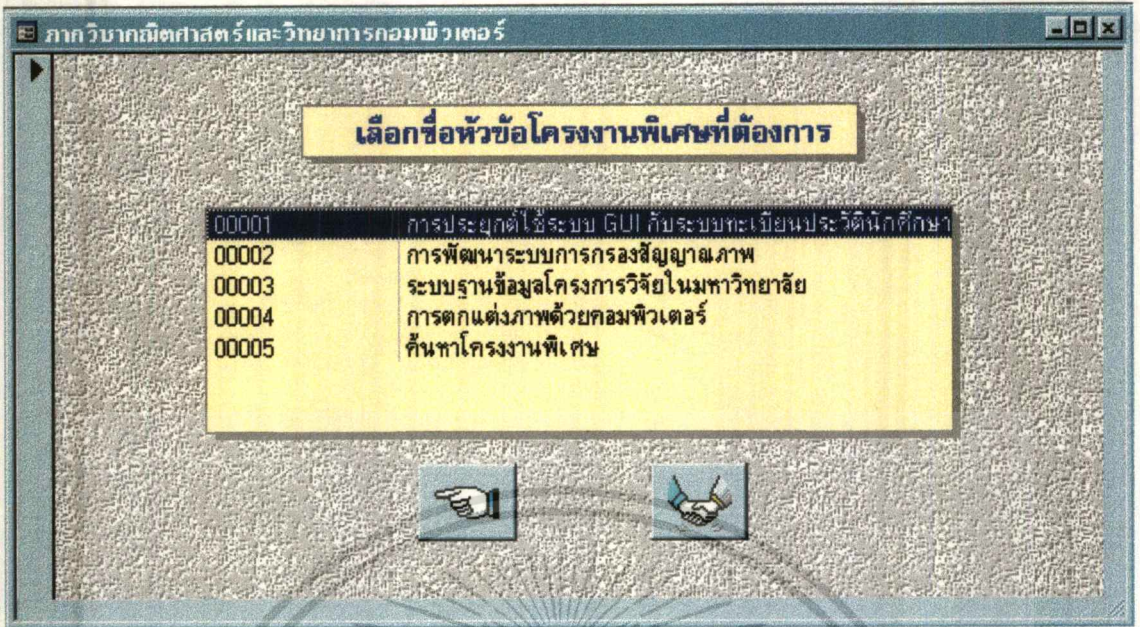 ภาควิชาคณิตศาสตร์และวิทยาการคอมพิวเตอร์
เลือกชื่อหัวข้อโครงงานพิเศษที่ต้องการ
00001 การประยุกต์ใช้ระบบ GUI กับระบบทะเบียนประวัตินักศึกษา
00002 การพัฒนาระบบการกรองสัญญาณภาพ
00003 ระบบฐานข้อมูลโครงการวิจัยในมหาวิทยาลัย
00004 การตกแต่งภาพด้วยคอมพิวเตอร์
00005 ค้นหาโครงงานพิเศษ